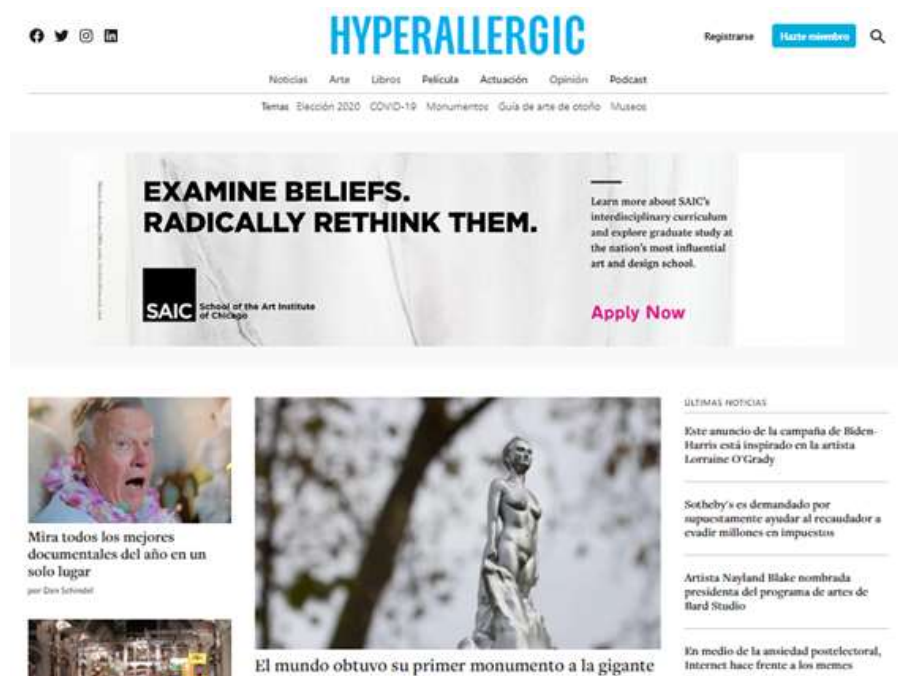 HYPERALLERGIC
Registrarse
Hazte miembro
Noticias Arte Libros Película Actuación Opinión Podcast
Temas Elección 2020 COVID-19 Monumentos Guía de arte de otoño Museos
EXAMINE BELIEFS.
RADICALLY RETHINK THEM.
SAIC School of the Art Institute
of Chicago
Learn more about SAIC's
interdisciplinary curriculum
and explore graduate study at
the nation's most influential
art and design school.
Apply Now
Mira todos los mejores
documentales del año en un
solo lugar
por Dan Schindel
El mundo obtuvo su primer monumento a la gigante
ÚLTIMAS NOTICIAS
Este anuncio de la campaña de Biden-
Harris está inspirado en la artista
Lorraine O'Grady
Sotheby's es demandado por
supuestamente ayudar al recaudador a
evadir millones en impuestos
Artista Nayland Blake nombrada
presidenta del programa de artes de
Bard Studio
En medio de la ansiedad postelectoral,
Internet hace frente a los memes